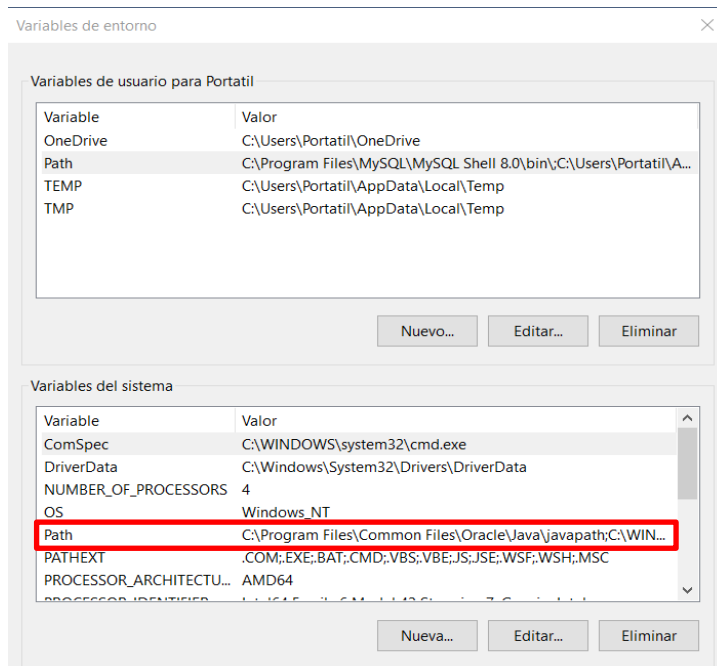 Variables de entorno
Variables de usuario para Portatil
Variable Valor
OneDrive C:\Users\Portatil\OneDrive
Path C:\Program Files\MySQL\MySQL Shell 8.0\bin\;C:\Users\Portatil\A...
TEMP C:\Users\Portatil\AppData\Local\Temp
TMP C:\Users\Portatil\AppData\Local\Temp
Nuevo... Editar... Eliminar
Variables del sistema
Variable Valor
ComSpec C:\WINDOWS\system32\cmd.exe
DriverData C:\Windows\System32\Drivers\DriverData
NUMBER_OF_PROCESSORS 4
OS Windows_NT
Path C:\Program Files\Common Files\Oracle\Java\javapath;C:\WIN...
PATHEXT .COM;.EXE;.BAT;.CMD;.VBS;.VBE;.JS;.JSE;.WSF;.WSH;.MSC
PROCESSOR_ARCHITECTU... AMD64
Nueva... Editar... Eliminar